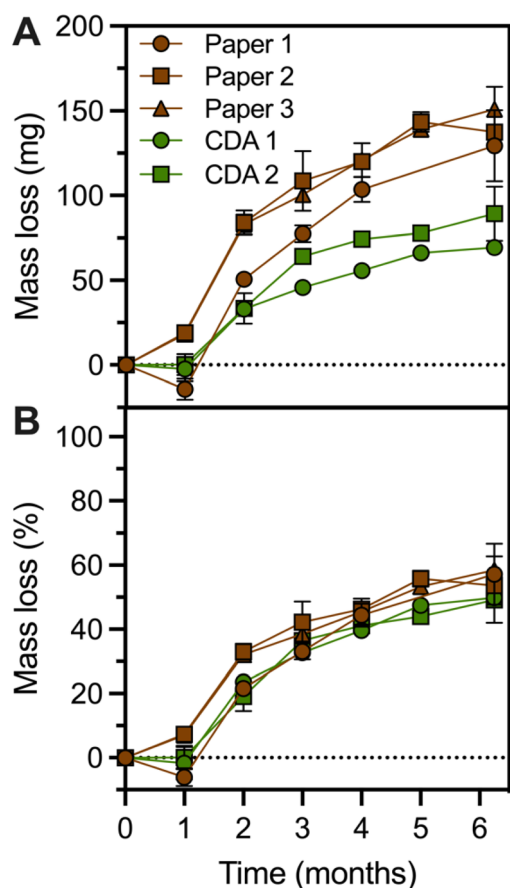 A
200
150
100
50
0
Mass loss (mg)
Paper 1
Paper 2
Paper 3
CDA 1
CDA 2
B
100
80
60
40
20
0
Mass loss (%)
0 1 2 3 4 5 6
Time (months)